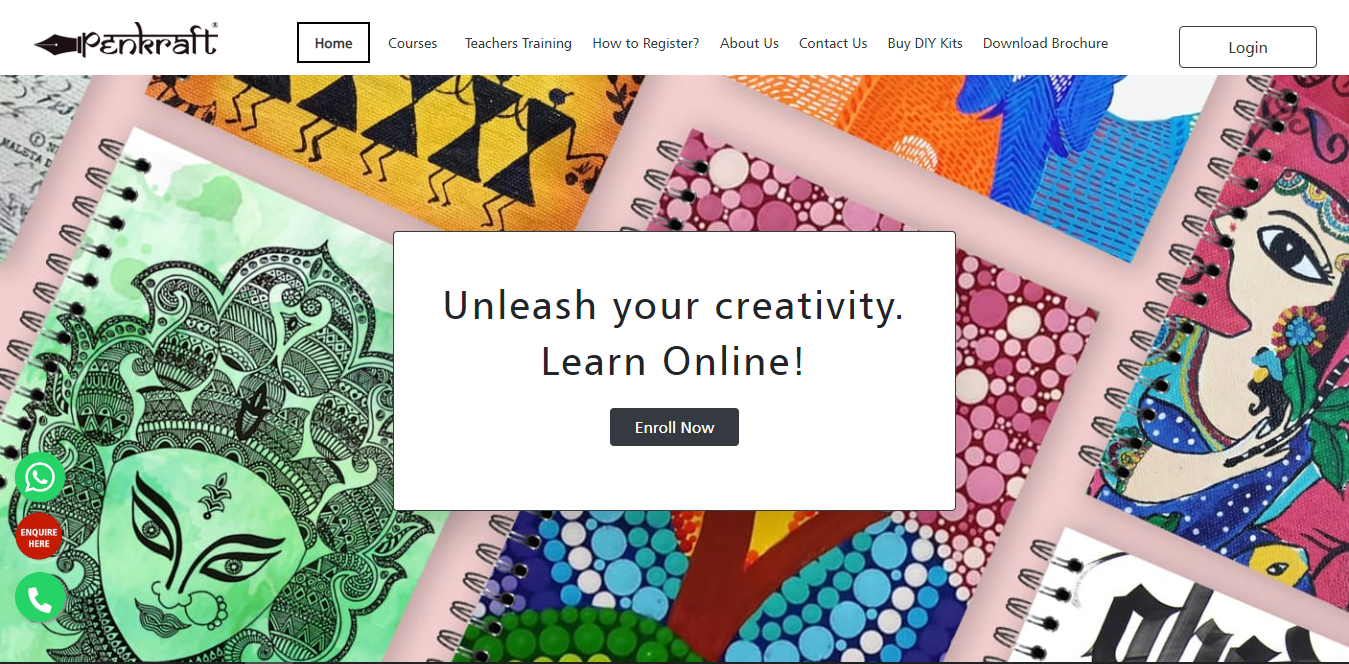 Penkraft®
Home
Courses
Teachers Training
How to Register?
About Us
Contact Us
Buy DIY Kits
Download Brochure
Login
Unleash your creativity.
Learn Online!
Enroll Now
ENQUIRE
HERE